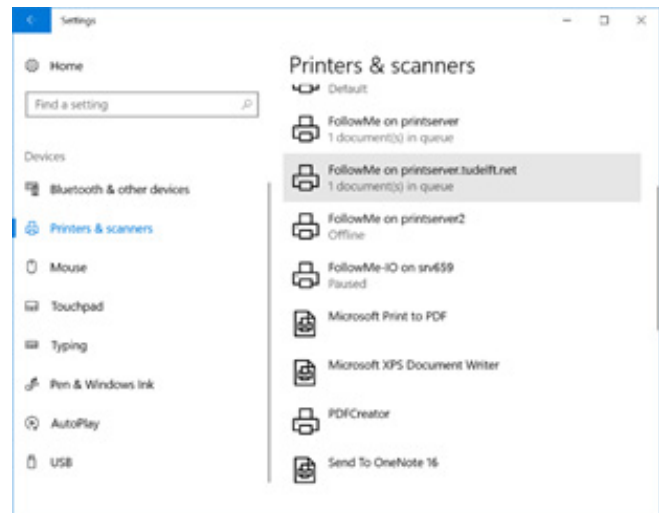 Settings
Home
Find a setting
Devices
Bluetooth & other devices
Printers & scanners
Mouse
Touchpad
Typing
Pen & Windows Ink
AutoPlay
USB
Printers & scanners
Default
FollowMe on printserver
1 document(s) in queue
FollowMe on printserver.tudelft.net
1 document(s) in queue
FollowMe on printserver2
Offline
FollowMe-IO on srv659
Paused
Microsoft Print to PDF
Microsoft XPS Document Writer
PDFCreator
Send To OneNote 16